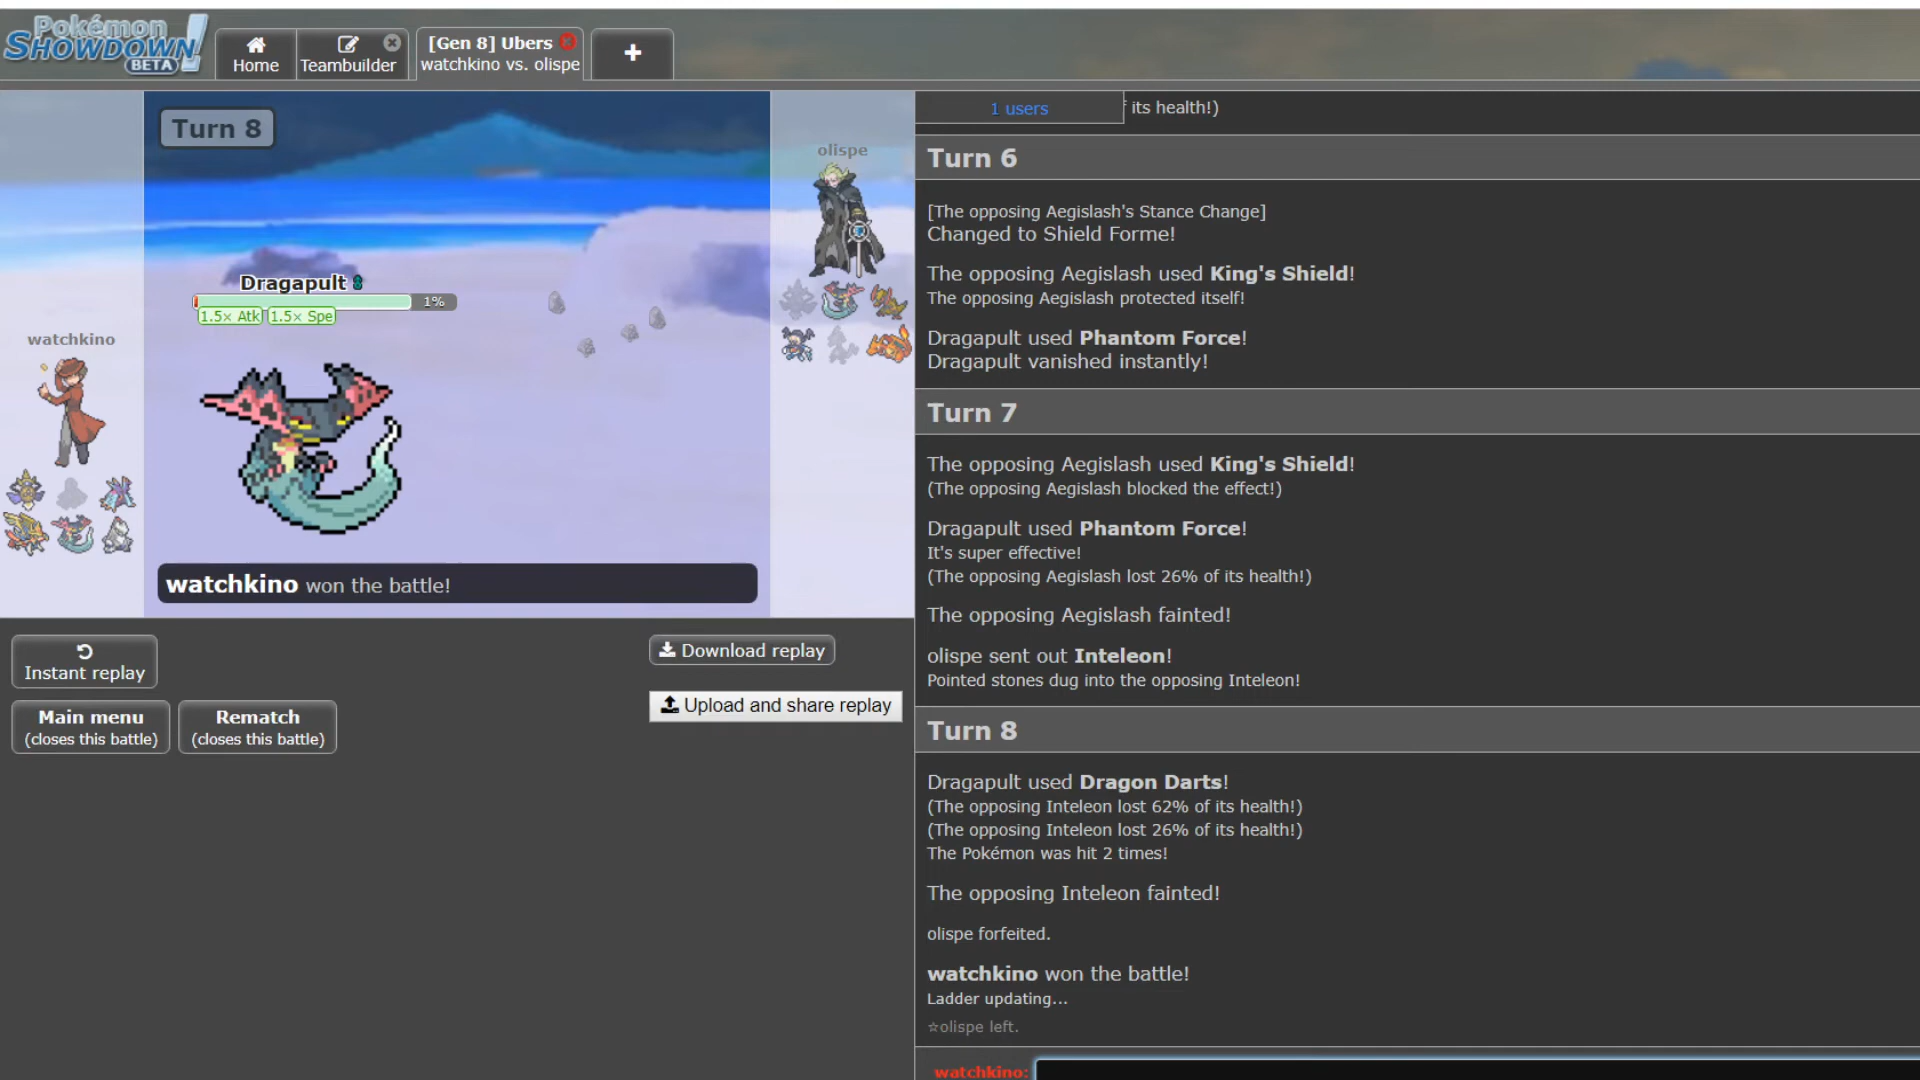 Pokémon
SHOWDOWN!
BETA
Home
Teambuilder
[Gen 8] Ubers
watchkino vs. olispe
Turn 8
olispe
Dragapult
1%
1.5× Atk 1.5× Spe
watchkino
watchkino won the battle!
Instant replay
Download replay
Upload and share replay
Main menu
(closes this battle)
Rematch
(closes this battle)
1 users
its health!)
Turn 6
[The opposing Aegislash's Stance Change]
Changed to Shield Forme!
The opposing Aegislash used King's Shield!
The opposing Aegislash protected itself!
Dragapult used Phantom Force!
Dragapult vanished instantly!
Turn 7
The opposing Aegislash used King's Shield!
(The opposing Aegislash blocked the effect!)
Dragapult used Phantom Force!
It's super effective!
(The opposing Aegislash lost 26% of its health!)
The opposing Aegislash fainted!
olispe sent out Inteleon!
Pointed stones dug into the opposing Inteleon!
Turn 8
Dragapult used Dragon Darts!
(The opposing Inteleon lost 62% of its health!)
(The opposing Inteleon lost 26% of its health!)
The Pokémon was hit 2 times!
The opposing Inteleon fainted!
olispe forfeited.
watchkino won the battle!
Ladder updating...
☆olispe left.
watchkino: